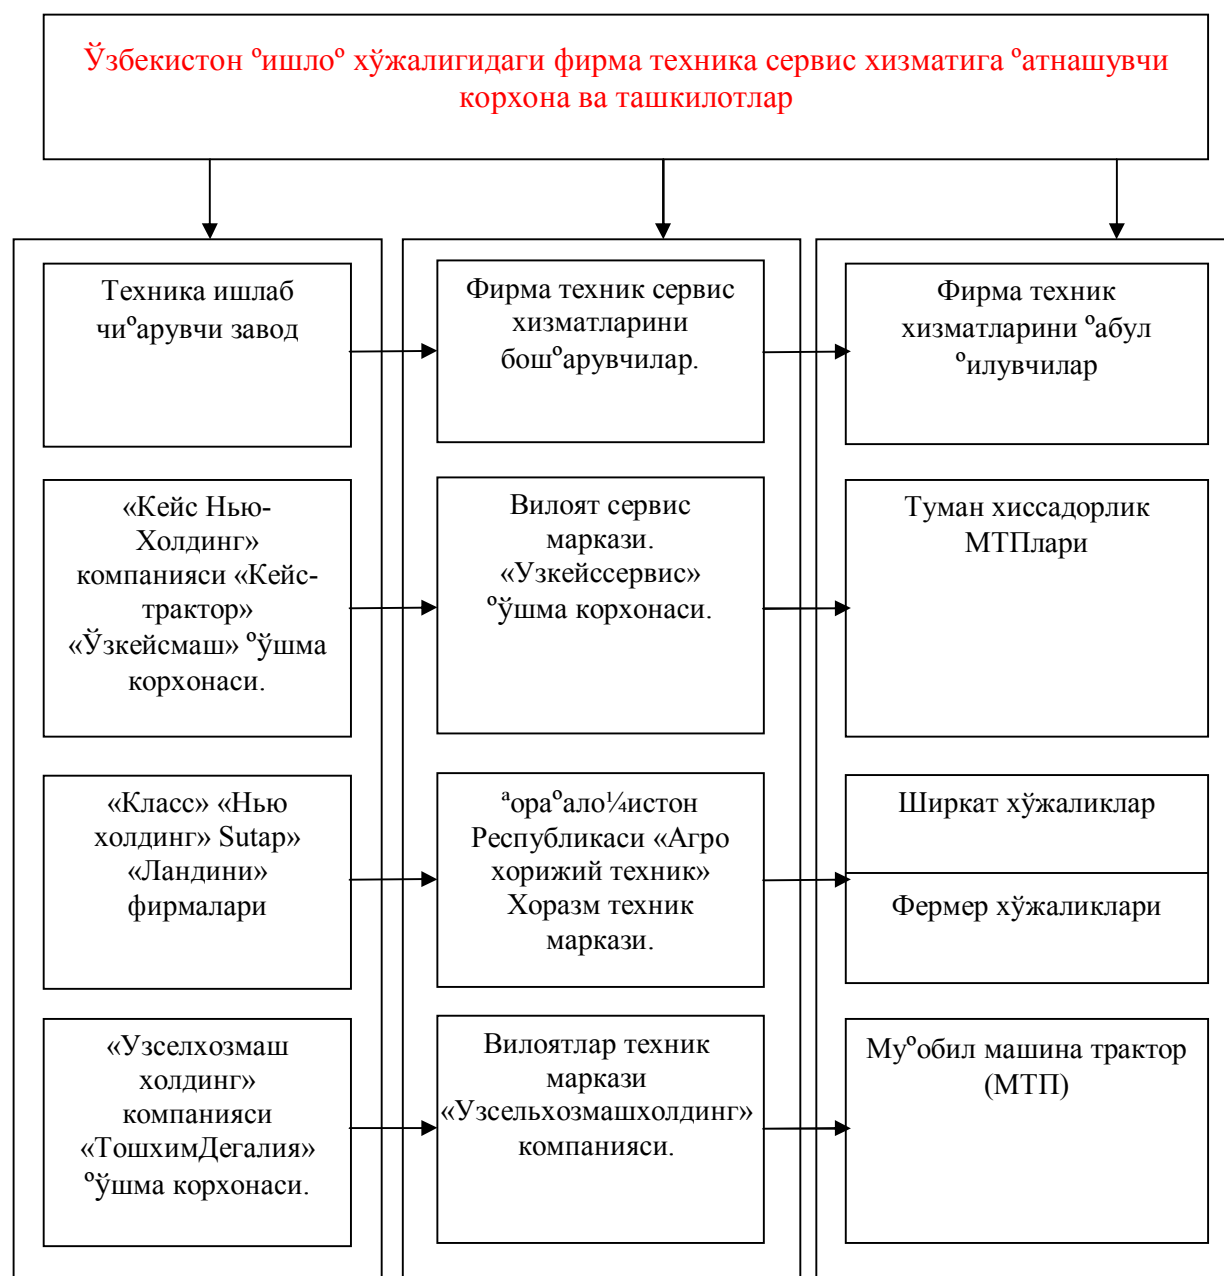 Ўзбекистон ºишлоº хўжалигидаги фирма техника сервис хизматига ºатнашувчи
корхона ва ташкилотлар
Техника ишлаб
чиºарувчи завод
Фирма техник сервис
хизматларини
бошºарувчилар.
Фирма техник
хизматларини ºабул
ºилувчилар
«Кейс Нью-
Холдинг»
компанияси «Кейс-
трактор»
«Ўзкейсмаш» ºўшма
корхонаси.
Вилоят сервис
маркази.
«Узкейссервис»
ºўшма корхонаси.
Туман хиссадорлик
МТПлари
«Класс» «Нью
холдинг» Sutap»
«Ландини»
фирмалари
ªораºало¼истон
Республикаси «Агро
хорижий техник»
Хоразм техник
маркази.
Ширкат хўжаликлар
Фермер хўжаликлари
«Узселхозмаш
холдинг»
компанияси
«ТошхимДегалия»
ºўшма корхонаси.
Вилоятлар техник
маркази
«Узсельхозмашхолдинг»
компанияси.
Муºобил машина трактор
(МТП)